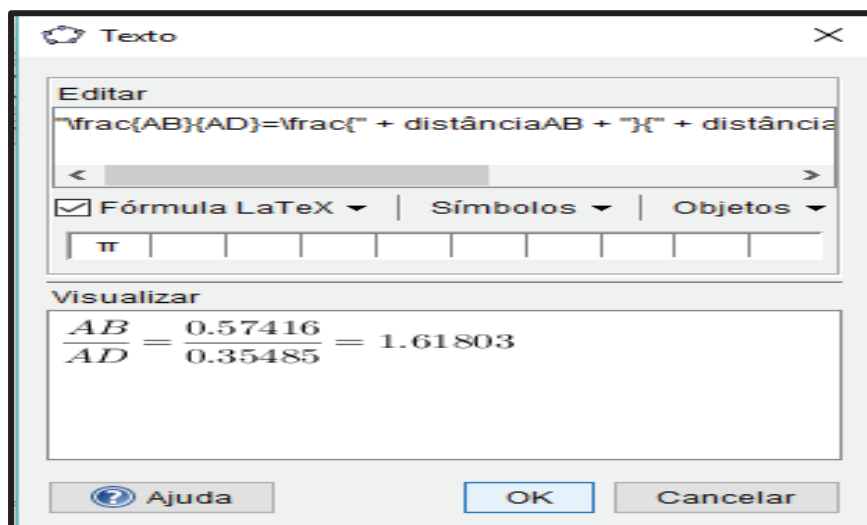 Texto
Editar
"\frac{AB}{AD}=\frac{" + distânciaAB + "}{" + distância
Fórmula LaTeX | Símbolos | Objetos
π
Visualizar
AB/AD = 0.57416/0.35485 = 1.61803
Ajuda OK Cancelar